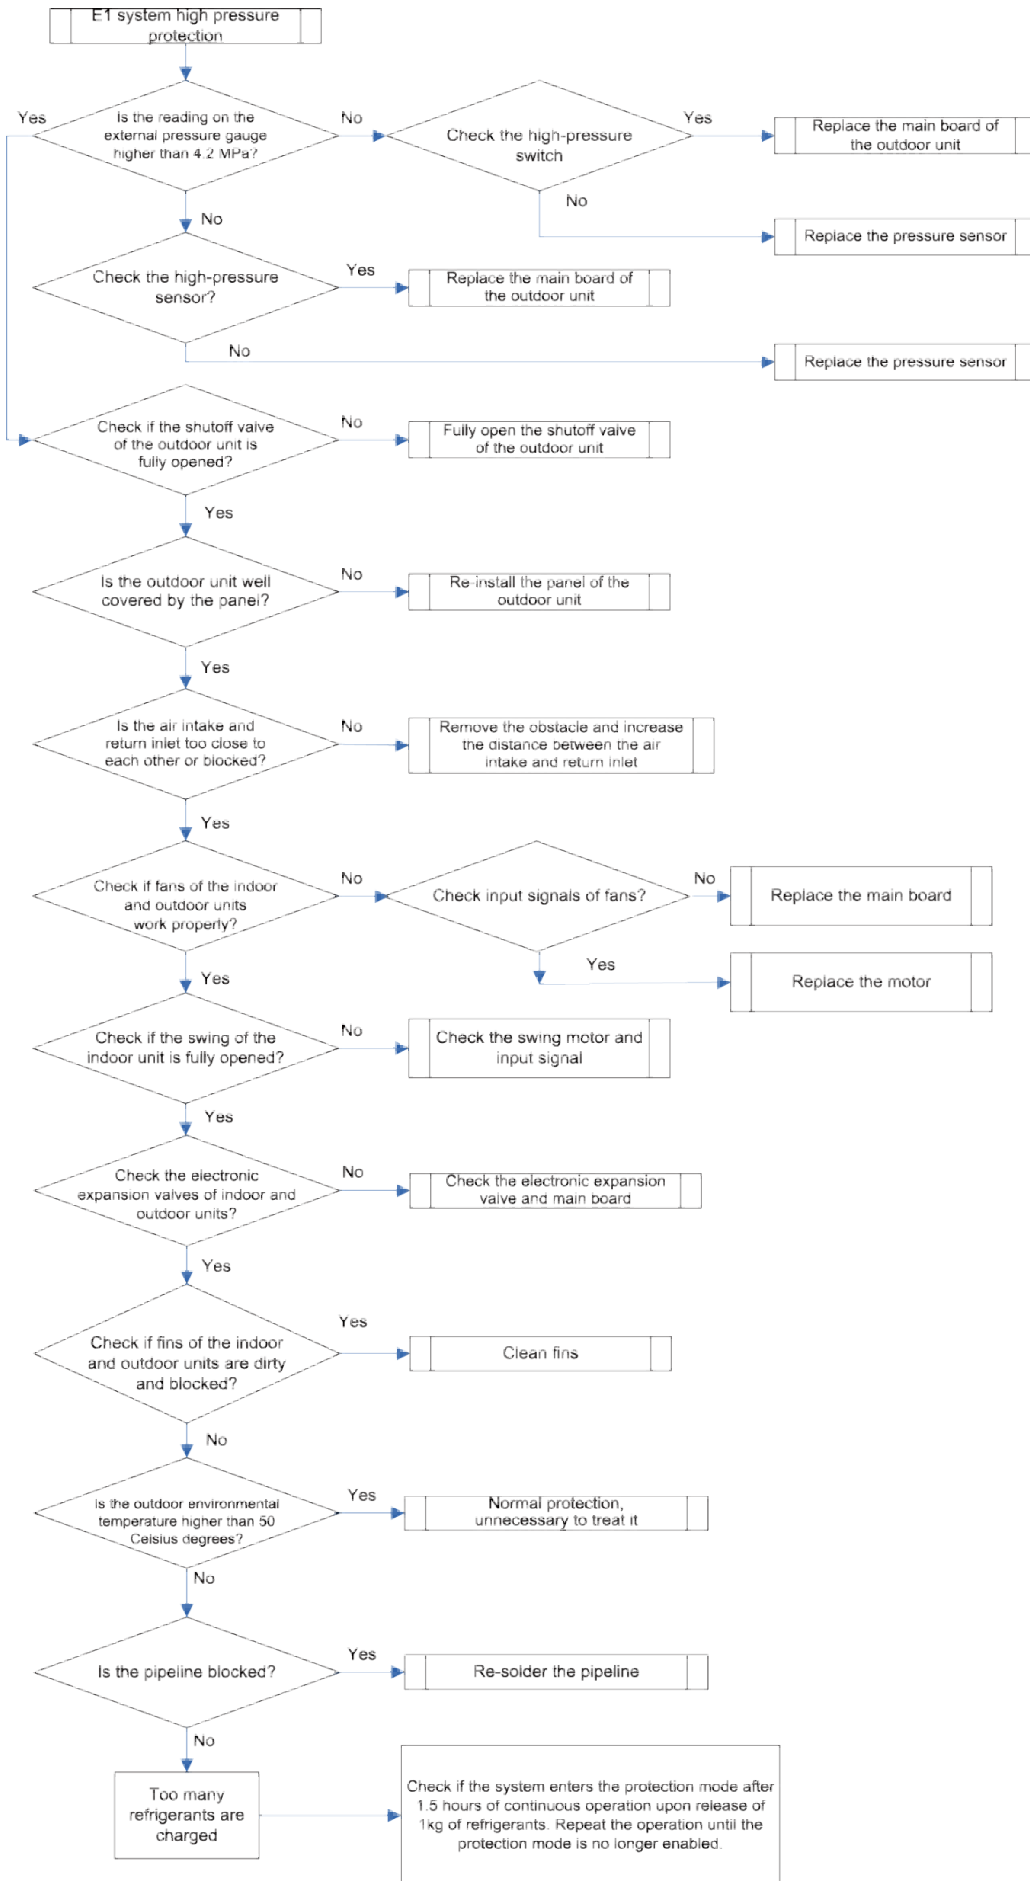 E1 system high pressure
protection
Yes
Is the reading on the
external pressure gauge
higher than 4.2 MPa?
No
Check the high-pressure
switch
Yes
Replace the main board of
the outdoor unit
No
No
Replace the pressure sensor
Check the high-pressure
sensor?
Yes
Replace the main board of
the outdoor unit
No
Replace the pressure sensor
Check if the shutoff valve
of the outdoor unit is
fully opened?
No
Fully open the shutoff valve
of the outdoor unit
Yes
Is the outdoor unit well
covered by the panel?
No
Re-install the panel of the
outdoor unit
Yes
Is the air intake and
return inlet too close to
each other or blocked?
No
Remove the obstacle and increase
the distance between the air
intake and return inlet
Yes
Check if fans of the indoor
and outdoor units
work properly?
No
Check input signals of fans?
No
Replace the main board
Yes
Replace the motor
Yes
Check if the swing of the
indoor unit is fully opened?
No
Check the swing motor and
input signal
Yes
Check the electronic
expansion valves of indoor and
outdoor units?
No
Check the electronic expansion
valve and main board
Yes
Check if fins of the indoor
and outdoor units are dirty
and blocked?
Yes
Clean fins
No
Is the outdoor environmental
temperature higher than 50
Celsius degrees?
Yes
Normal protection,
unnecessary to treat it
No
Is the pipeline blocked?
Yes
Re-solder the pipeline
No
Too many
refrigerants are
charged
Check if the system enters the protection mode after
1.5 hours of continuous operation upon release of
1kg of refrigerants. Repeat the operation until the
protection mode is no longer enabled.